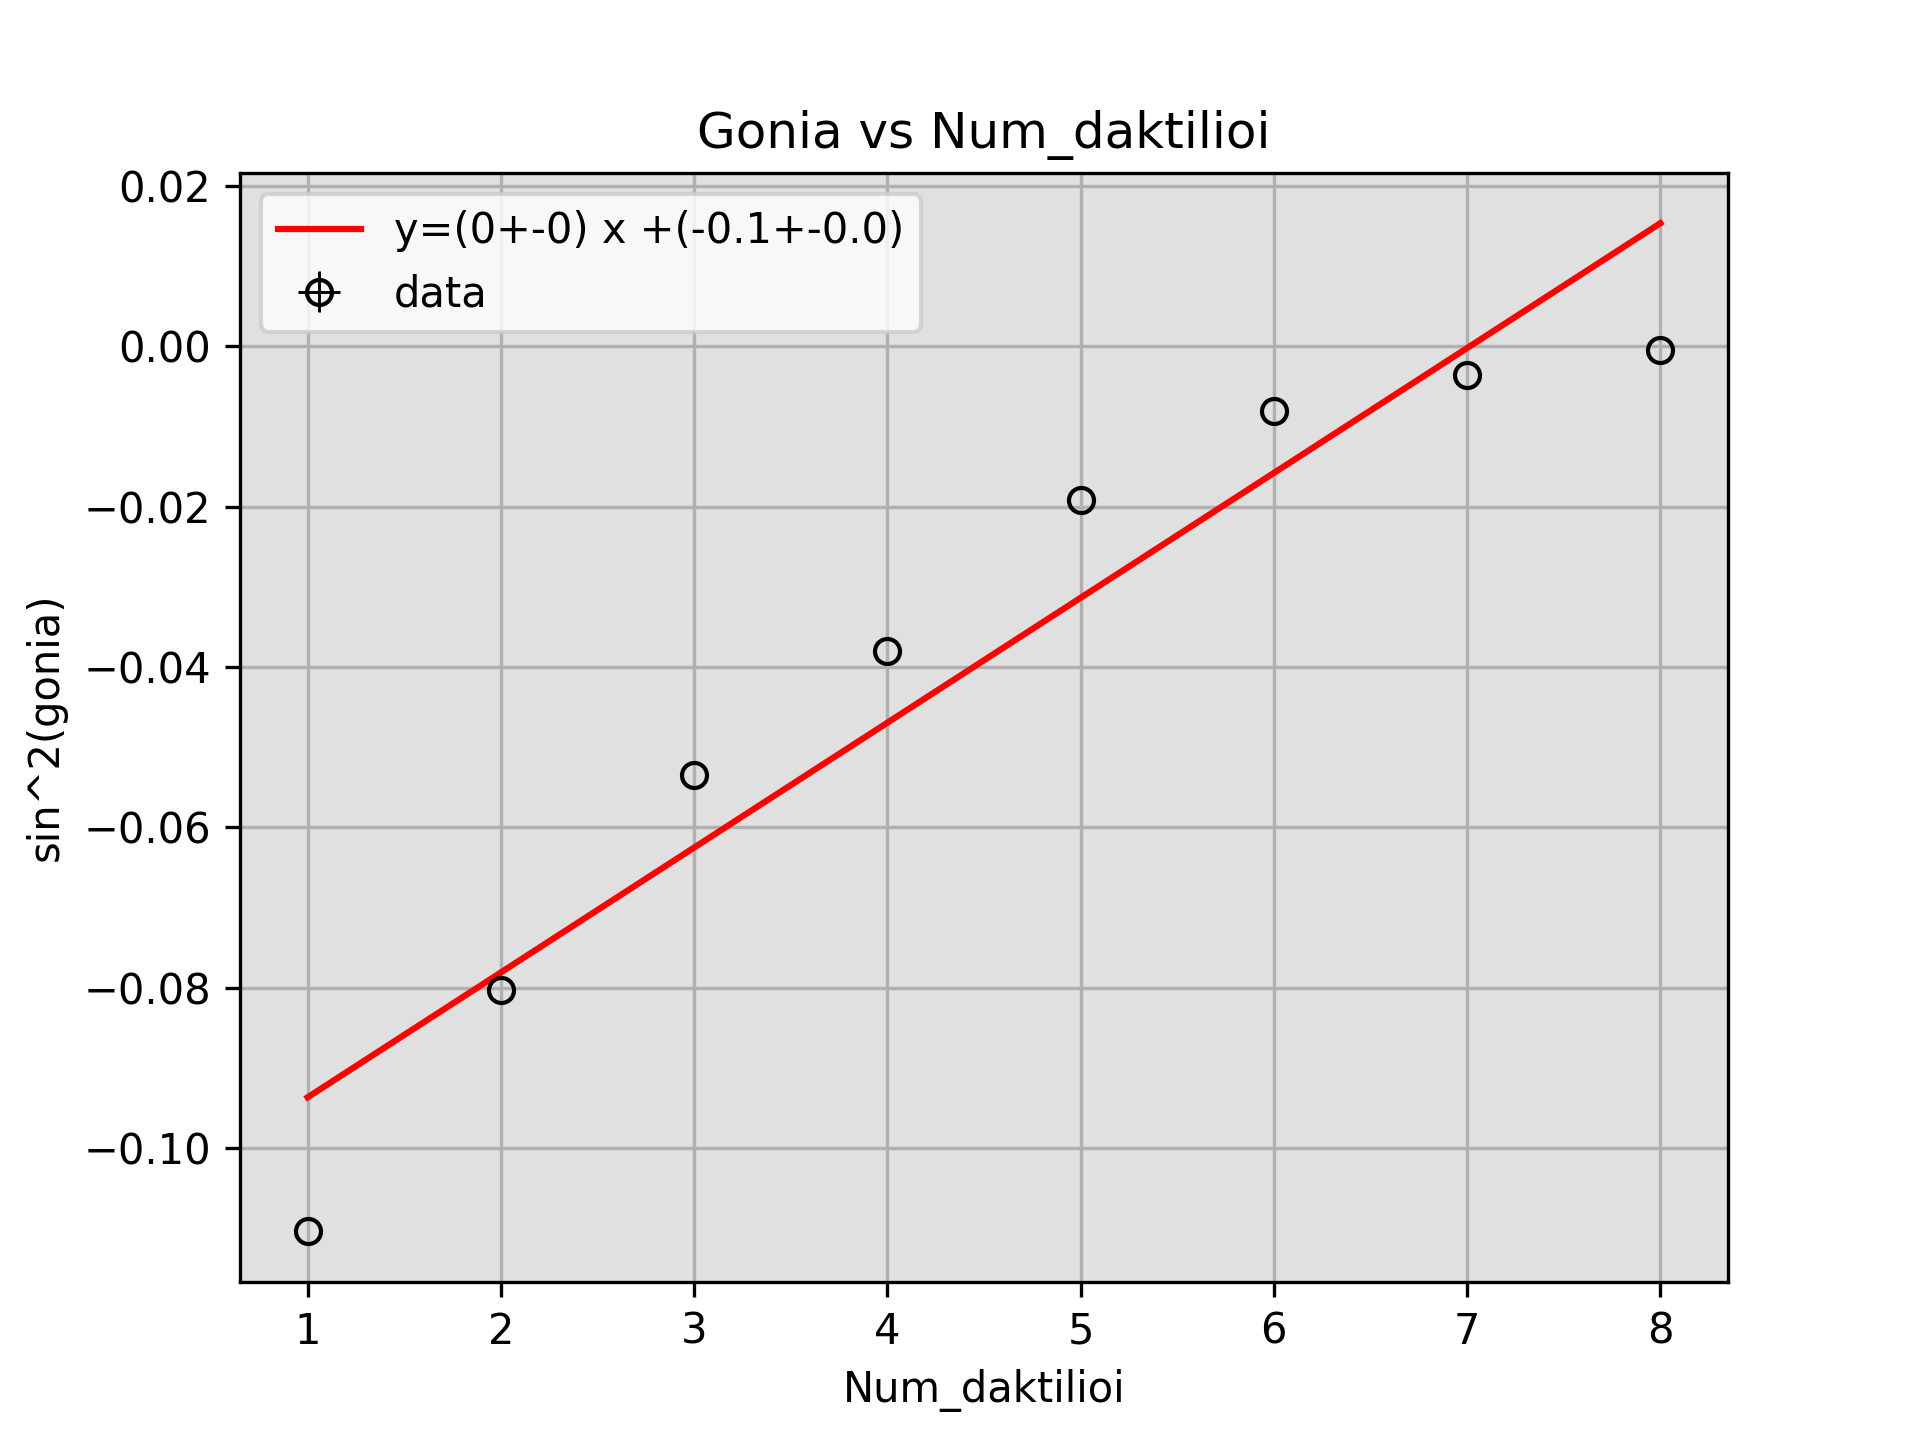 Gonia vs Num_daktilioi
y=(0+-0) x +(-0.1+-0.0)
data
0.02
0.00
−0.02
−0.04
−0.06
−0.08
−0.10
sin^2(gonia)
1 2 3 4 5 6 7 8
Num_daktilioi